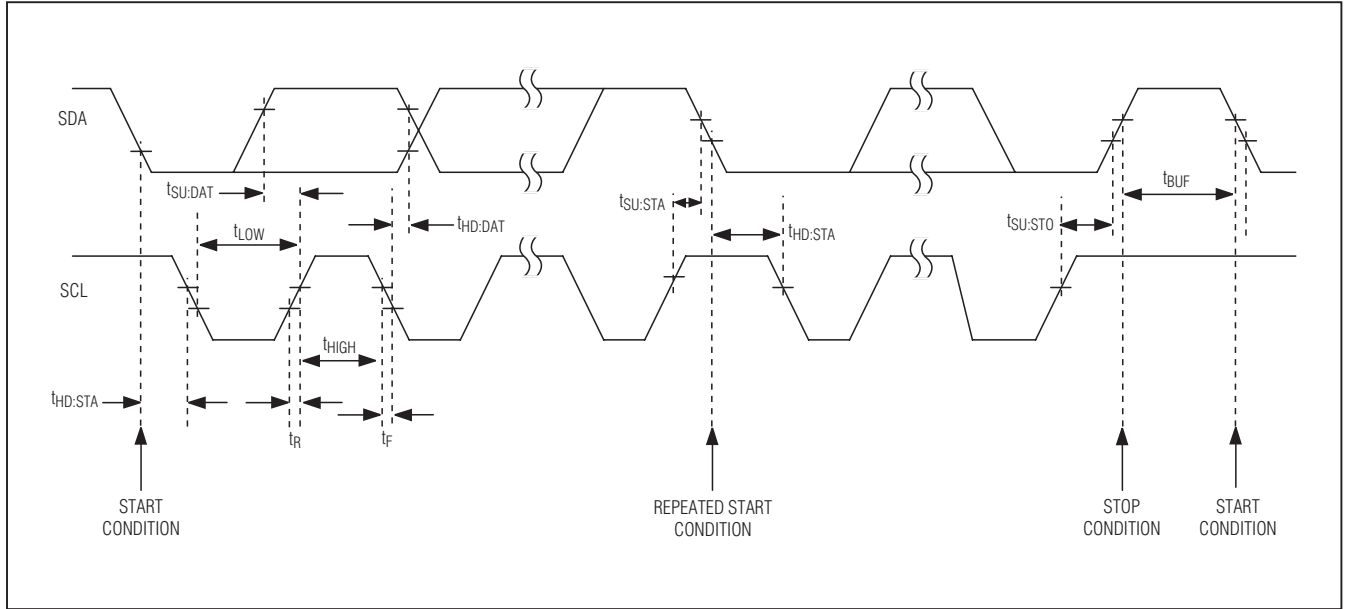 SDA
tSU:DAT
tLOW
tHD:DAT
tSU:STA
tHD:STA
tSU:STO
tBUF
SCL
tHIGH
tHD:STA
tR
tF
START
CONDITION
REPEATED START
CONDITION
STOP
CONDITION
START
CONDITION